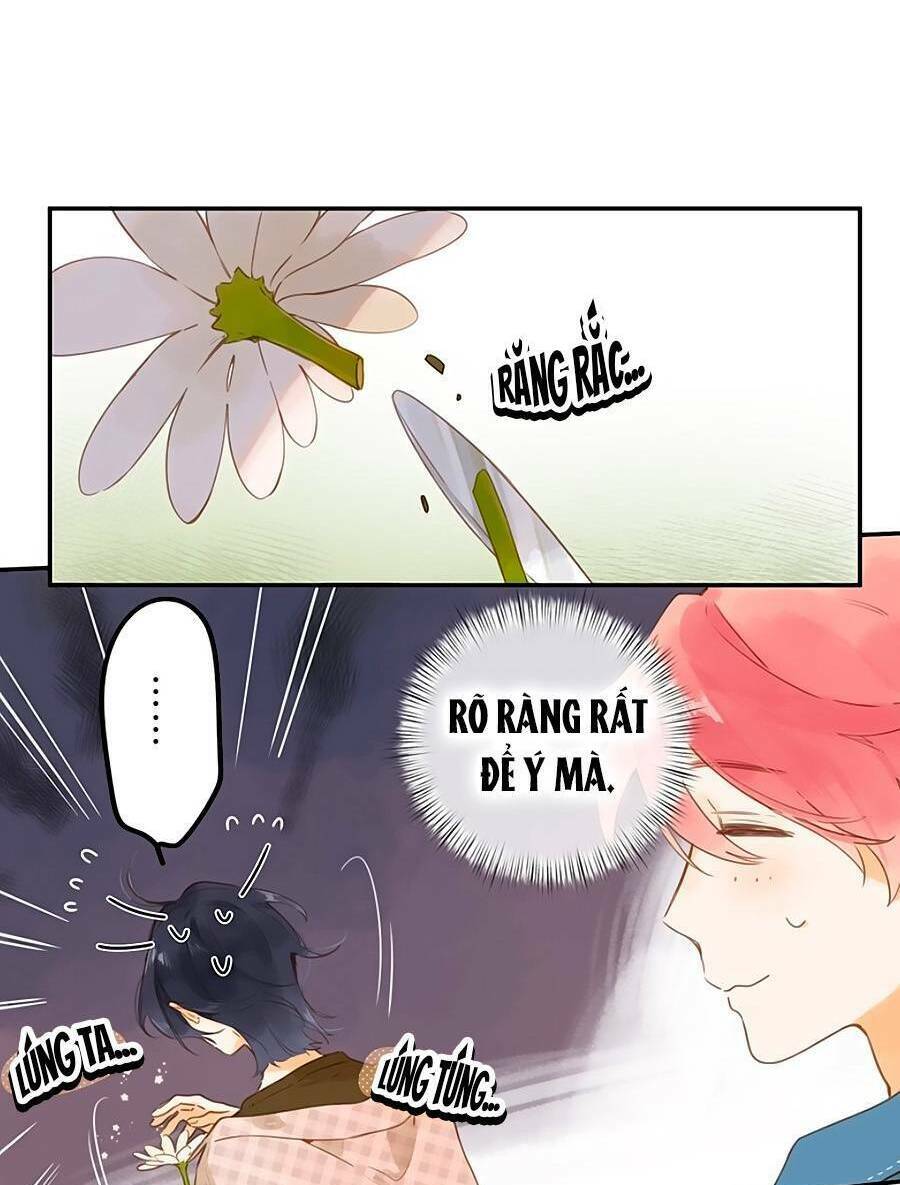 RĂNG RẮC...
......
RÕ RÀNG RẤT
ĐỂ Ý MÀ.
LÚNG TA...
LÚNG TÚNG...